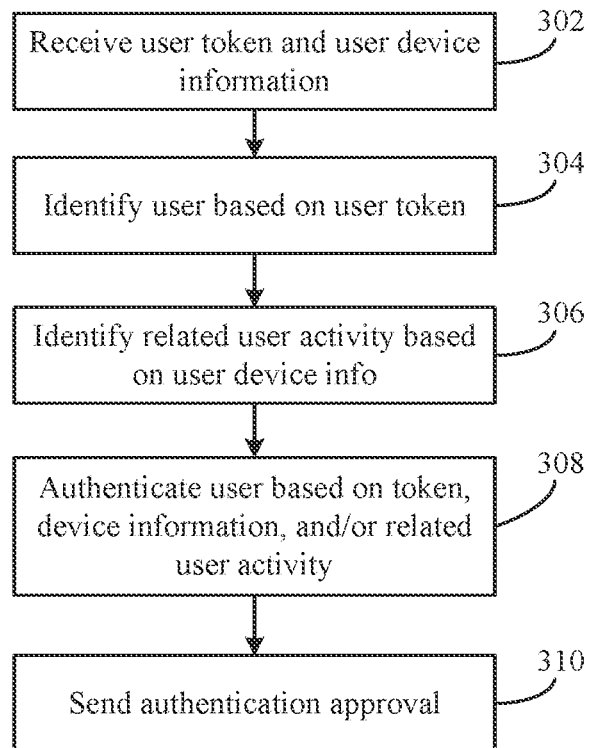 302
Receive user token and user device
information
304
Identify user based on user token
306
Identify related user activity based
on user device info
308
Authenticate user based on token,
device information, and/or related
user activity
310
Send authentication approval